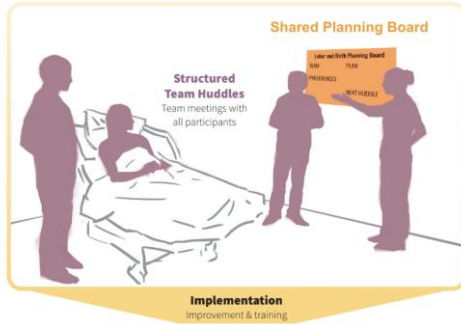 Shared Planning Board
Labor and Birth Planning Board
TEAM PLAN
PREFERENCES
NEXT HUDDLE
Structured
Team Huddles
Team meetings with
all participants
Implementation
Improvement & training